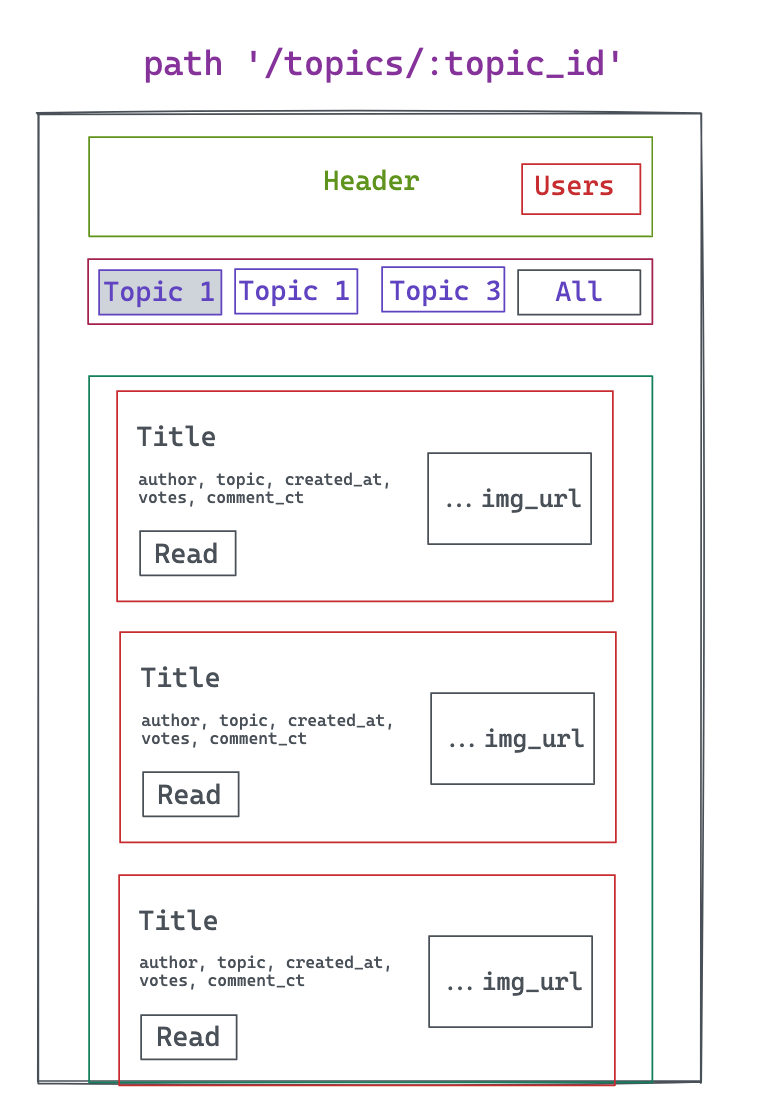 path '/topics/:topic_id'
Header
Users
Topic 1
Topic 1
Topic 3
All
Title
author, topic, created_at,
votes, comment_ct
... img_url
Read
Title
author, topic, created_at,
votes, comment_ct
... img_url
Read
Title
author, topic, created_at,
votes, comment_ct
... img_url
Read